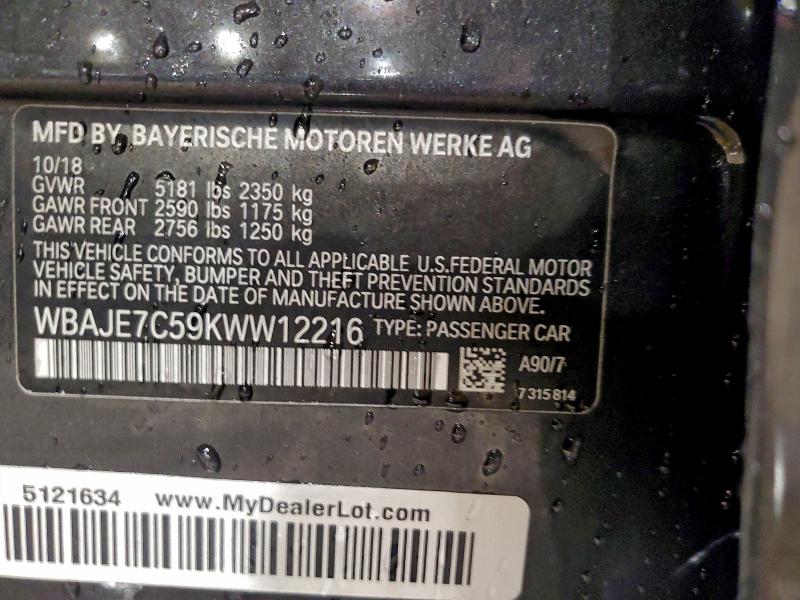 MFD BY BAYERISCHE MOTOREN WERKE AG
10/18
GVWR 5181 lbs 2350 kg
GAWR FRONT 2590 lbs 1175 kg
GAWR REAR 2756 lbs 1250 kg
THIS VEHICLE CONFORMS TO ALL APPLICABLE U.S.FEDERAL MOTOR
VEHICLE SAFETY, BUMPER AND THEFT PREVENTION STANDARDS
IN EFFECT ON THE DATE OF MANUFACTURE SHOWN ABOVE.
WBAJE7C59KWW12216 TYPE: PASSENGER CAR
A90/7
7 315 814
5121634 www.MyDealerLot.com